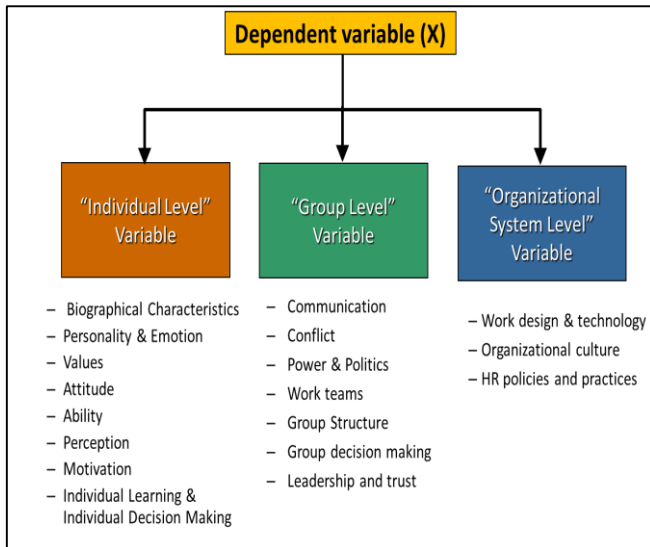 Dependent variable (X)
“Individual Level”
Variable
“Group Level”
Variable
“Organizational
System Level”
Variable
– Biographical Characteristics
– Personality & Emotion
– Values
– Attitude
– Ability
– Perception
– Motivation
– Individual Learning &
Individual Decision Making
– Communication
– Conflict
– Power & Politics
– Work teams
– Group Structure
– Group decision making
– Leadership and trust
– Work design & technology
– Organizational culture
– HR policies and practices